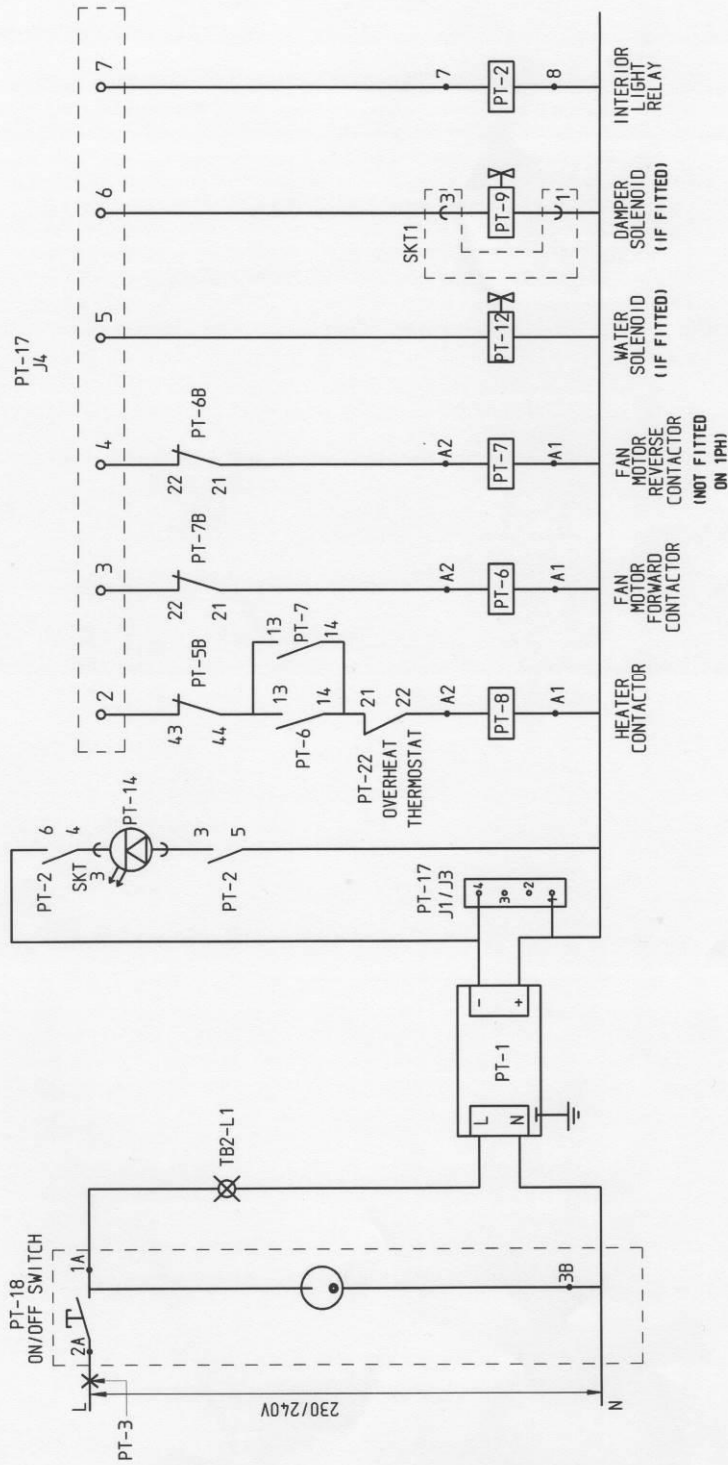 PT-18
ON/OFF SWITCH
L
2A
1A
PT-3
230/240V
3B
N
TB2-L1
L
N
PT-1
-
+
PT-17
J1/J3
4
3
2
1
PT-2
6
SKT
3
4
PT-14
3
PT-2
5
PT-17
J4
2
43
PT-5B
44
13
PT-6
14
13
PT-7
14
21
PT-22
OVERHEAT
THERMOSTAT
22
A2
PT-8
A1
HEATER
CONTACTOR
3
22
PT-7B
21
A2
PT-6
A1
FAN
MOTOR
FORWARD
CONTACTOR
4
22
PT-6B
21
A2
PT-7
A1
FAN
MOTOR
REVERSE
CONTACTOR
(NOT FITTED
ON 1PH)
5
PT-12
WATER
SOLENOID
(IF FITTED)
6
SKT1
3
PT-9
1
DAMPER
SOLENOID
(IF FITTED)
7
7
PT-2
8
INTERIOR
LIGHT
RELAY